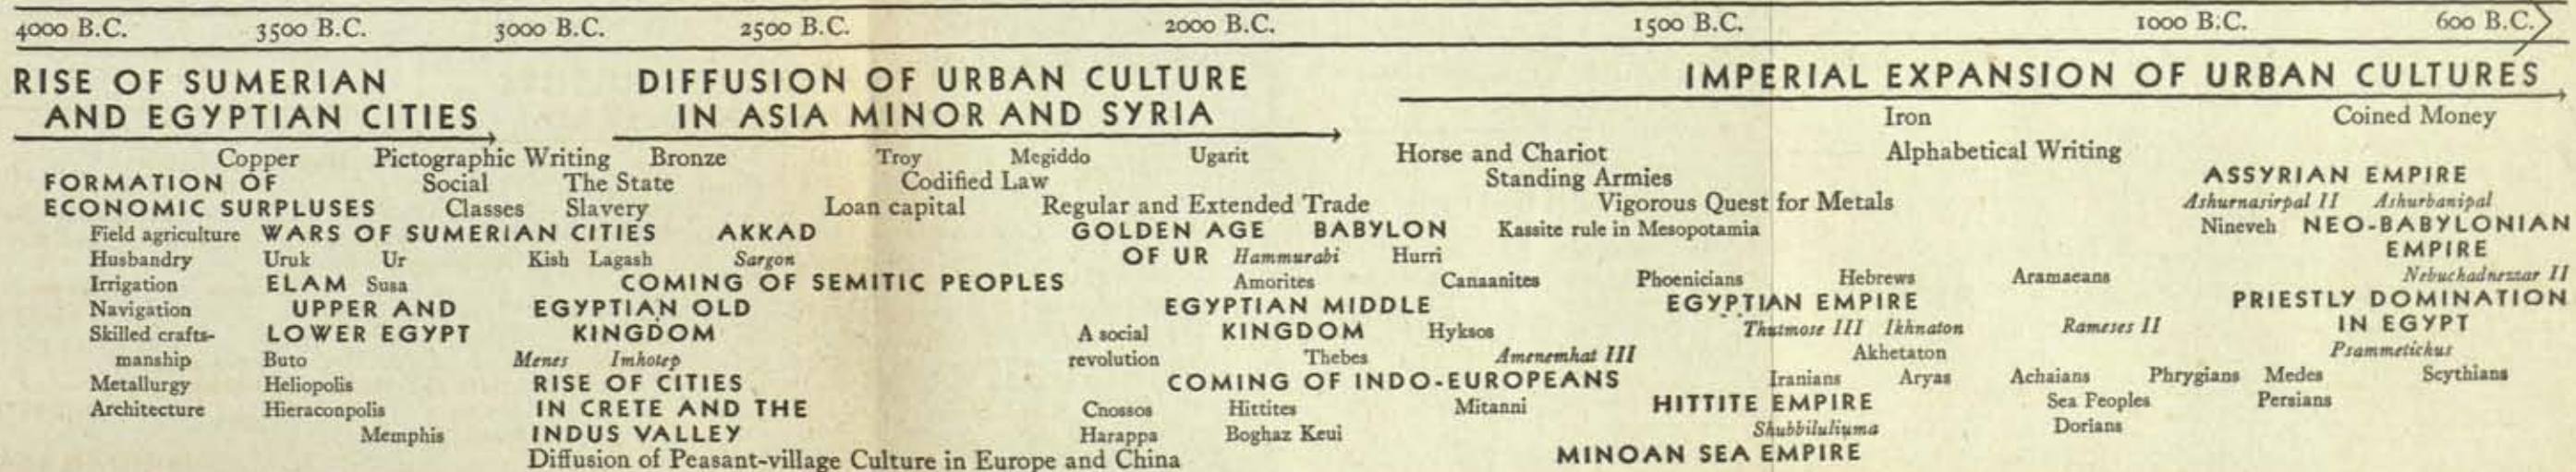 4000 B.C. 3500 B.C. 3000 B.C. 2500 B.C. 2000 B.C. 1500 B.C. 1000 B.C. 600 B.C.
RISE OF SUMERIAN DIFFUSION OF URBAN CULTURE IMPERIAL EXPANSION OF URBAN CULTURES
AND EGYPTIAN CITIES IN ASIA MINOR AND SYRIA
Iron Coined Money
Copper Pictographic Writing Bronze Troy Megiddo Ugarit Horse and Chariot Alphabetical Writing
FORMATION OF Social The State Codified Law Standing Armies ASSYRIAN EMPIRE
ECONOMIC SURPLUSES Classes Slavery Loan capital Regular and Extended Trade Vigorous Quest for Metals Ashurnasirpal II Ashurbanipal
Field agriculture WARS OF SUMERIAN CITIES AKKAD GOLDEN AGE BABYLON Kassite rule in Mesopotamia Nineveh NEO-BABYLONIAN
Husbandry Uruk Ur Kish Lagash Sargon OF UR Hammurabi Hurri EMPIRE
Irrigation ELAM Susa COMING OF SEMITIC PEOPLES Amorites Canaanites Phoenicians Hebrews Aramaeans Nebuchadnezzar II
Navigation UPPER AND EGYPTIAN OLD EGYPTIAN MIDDLE EGYPTIAN EMPIRE PRIESTLY DOMINATION
Skilled crafts- LOWER EGYPT KINGDOM A social KINGDOM Hyksos Thutmose III Ikhnaton Rameses II IN EGYPT
manship Buto Menes Imhotep revolution Thebes Amenemhat III Akhetaton Psammetichus
Metallurgy Heliopolis RISE OF CITIES COMING OF INDO-EUROPEANS Iranians Aryas Achaians Phrygians Medes Scythians
Architecture Hieraconpolis IN CRETE AND THE Cnossos Hittites Mitanni HITTITE EMPIRE Sea Peoples Persians
Memphis INDUS VALLEY Harappa Boghaz Keui Shubbiluliuma Dorians
Diffusion of Peasant-village Culture in Europe and China MINOAN SEA EMPIRE